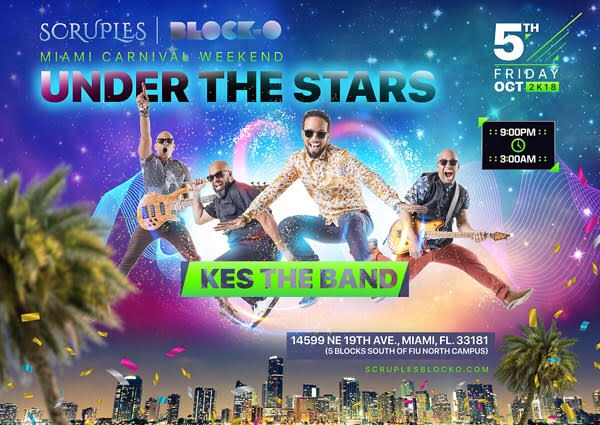 SCRUPLES | BLOCK-O
MIAMI CARNIVAL WEEKEND
UNDER THE STARS
5TH
FRIDAY
OCT 2K18
9:00PM
3:00AM
KES THE BAND
14599 NE 19TH AVE., MIAMI, FL. 33181
(5 BLOCKS SOUTH OF FIU NORTH CAMPUS)
SCRUPLESBLOCKO.COM